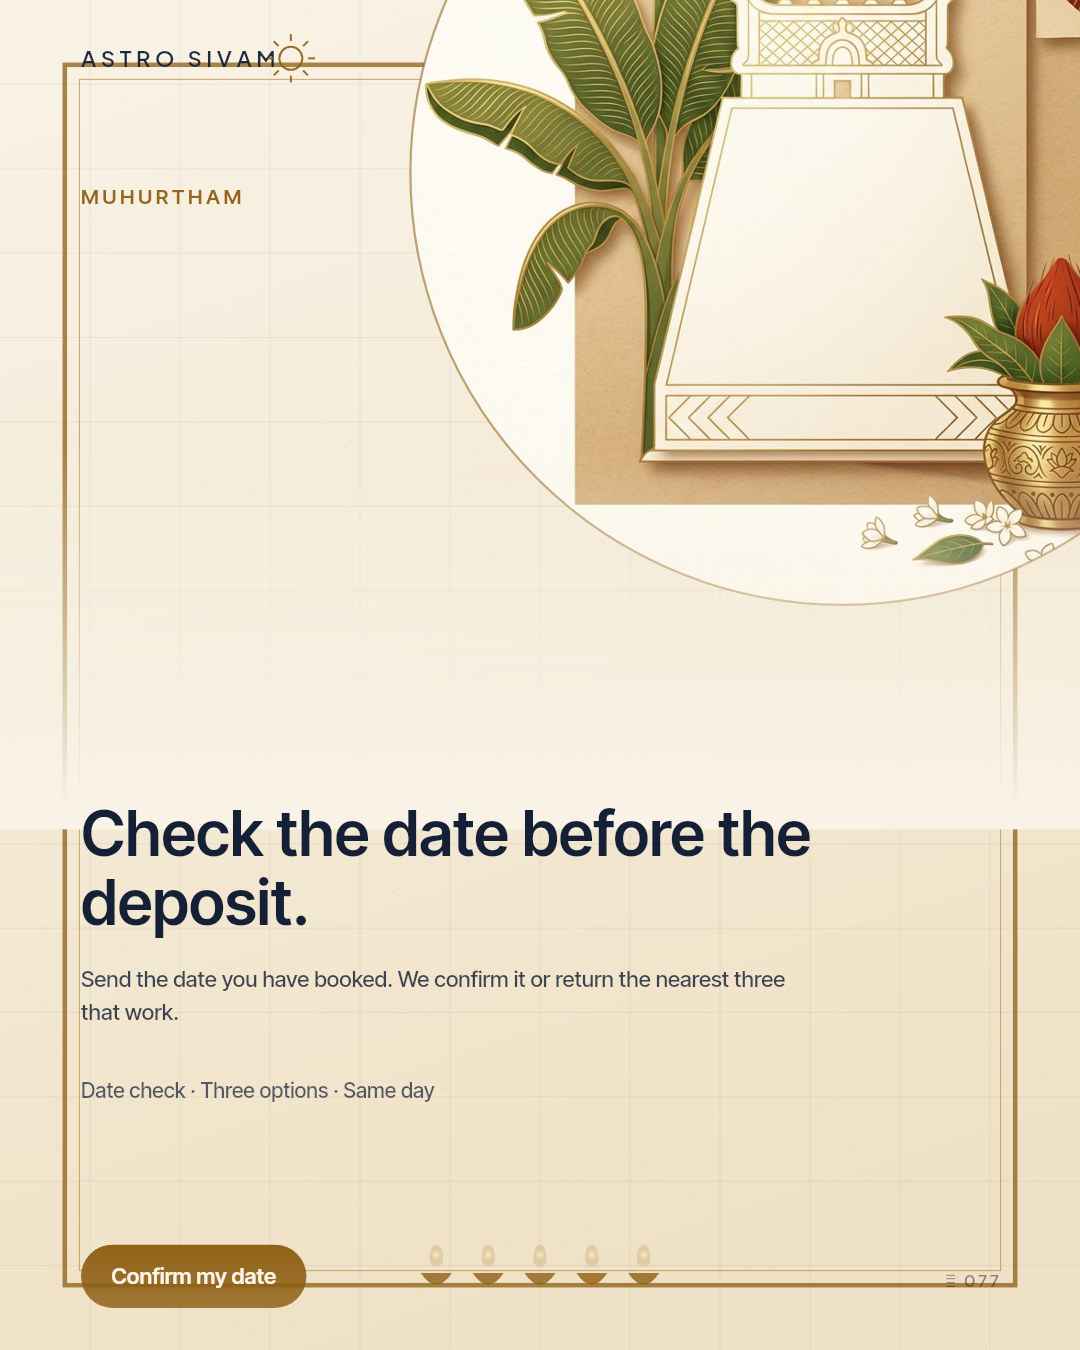 ASTRO SIVAM
MUHURTHAM
Check the date before the
deposit.
Send the date you have booked. We confirm it or return the nearest three
that work.
Date check · Three options · Same day
Confirm my date
077